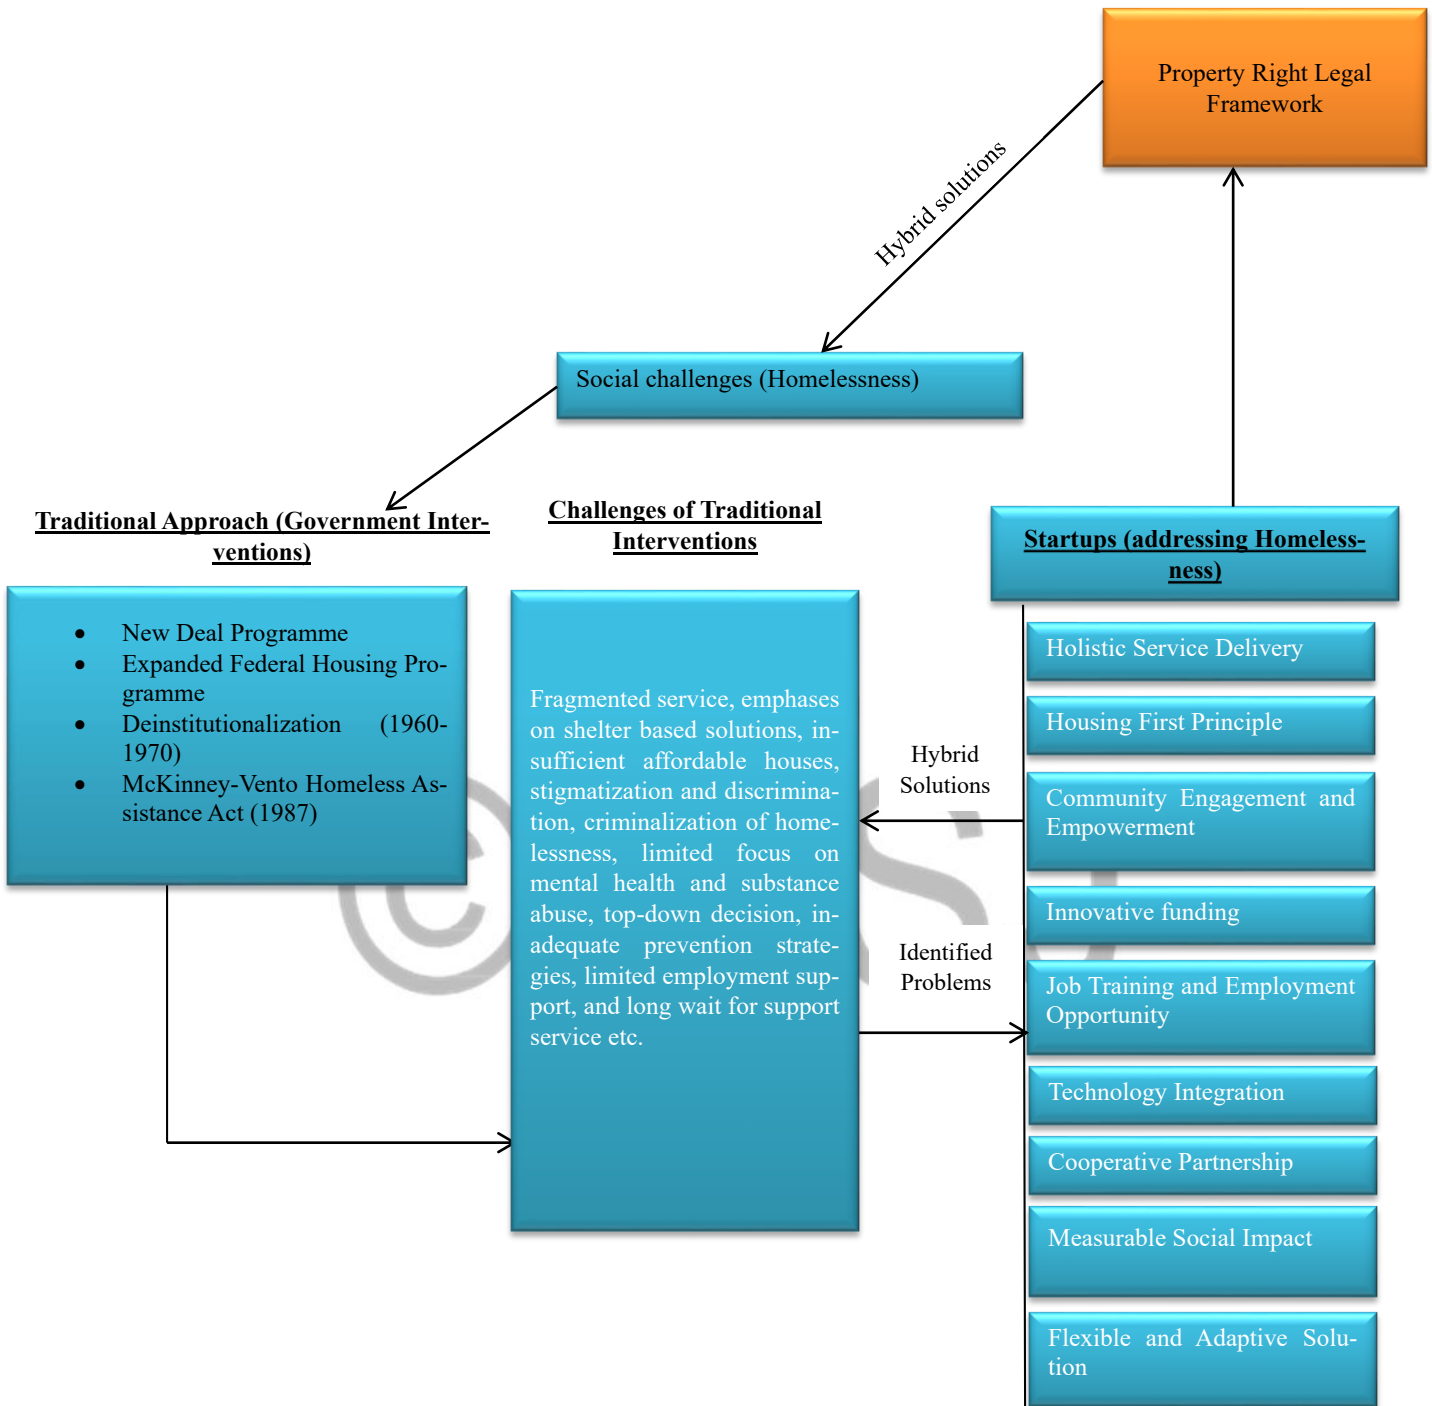 Property Right Legal
Framework
Hybrid solutions
Social challenges (Homelessness)
Traditional Approach (Government Inter-
ventions)
New Deal Programme
Expanded Federal Housing Pro-
gramme
Deinstitutionalization (1960-
1970)
McKinney-Vento Homeless As-
sistance Act (1987)
Challenges of Traditional
Interventions
Fragmented service, emphases
on shelter based solutions, in-
sufficient affordable houses,
stigmatization and discrimina-
tion, criminalization of home-
lessness, limited focus on
mental health and substance
abuse, top-down decision, in-
adequate prevention strate-
gies, limited employment sup-
port, and long wait for support
service etc.
Hybrid
Solutions
Identified
Problems
Startups (addressing Homeless-
ness)
Holistic Service Delivery
Housing First Principle
Community Engagement and
Empowerment
Innovative funding
Job Training and Employment
Opportunity
Technology Integration
Cooperative Partnership
Measurable Social Impact
Flexible and Adaptive Solu-
tion